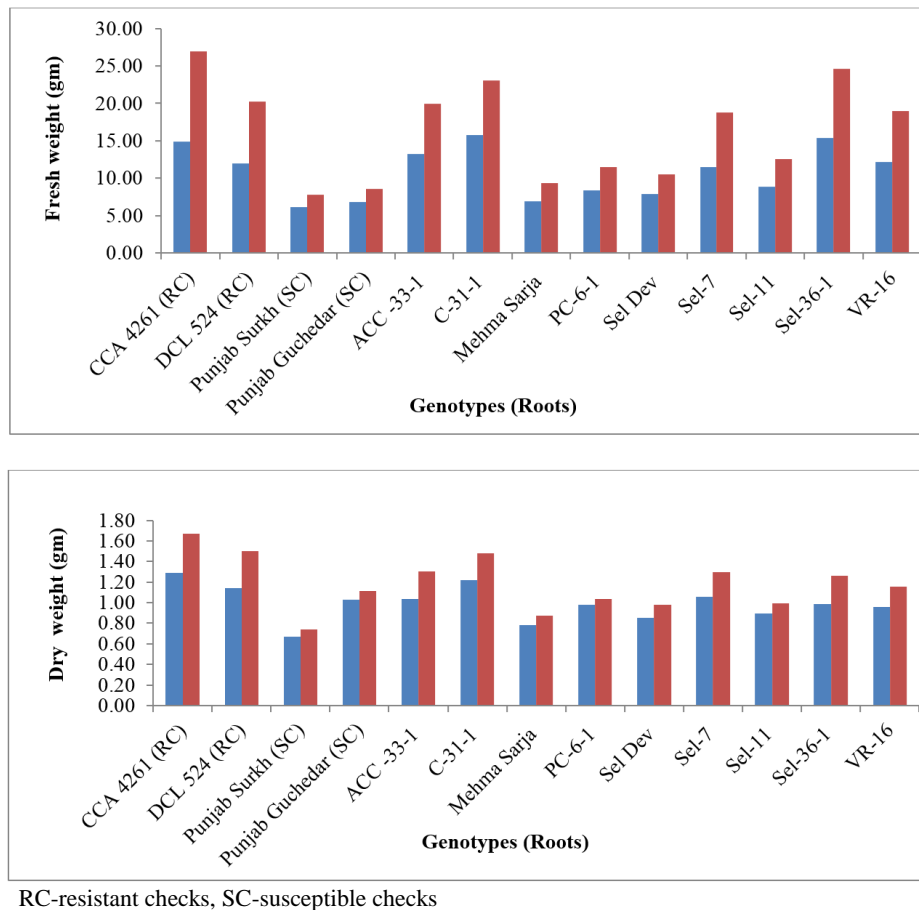 Fresh weight (gm)
30.00
25.00
20.00
15.00
10.00
5.00
0.00
CCA 4261 (RC)
DCL 524 (RC)
Punjab Surkh (SC)
Punjab Guchedar (SC)
ACC -33-1
C-31-1
Mehma Sarja
PC-6-1
Sel Dev
Sel-7
Sel-11
Sel-36-1
VR-16
Genotypes (Roots)
Dry weight (gm)
1.80
1.60
1.40
1.20
1.00
0.80
0.60
0.40
0.20
0.00
CCA 4261 (RC)
DCL 524 (RC)
Punjab Surkh (SC)
Punjab Guchedar (SC)
ACC -33-1
C-31-1
Mehma Sarja
PC-6-1
Sel Dev
Sel-7
Sel-11
Sel-36-1
VR-16
Genotypes (Roots)
RC-resistant checks, SC-susceptible checks